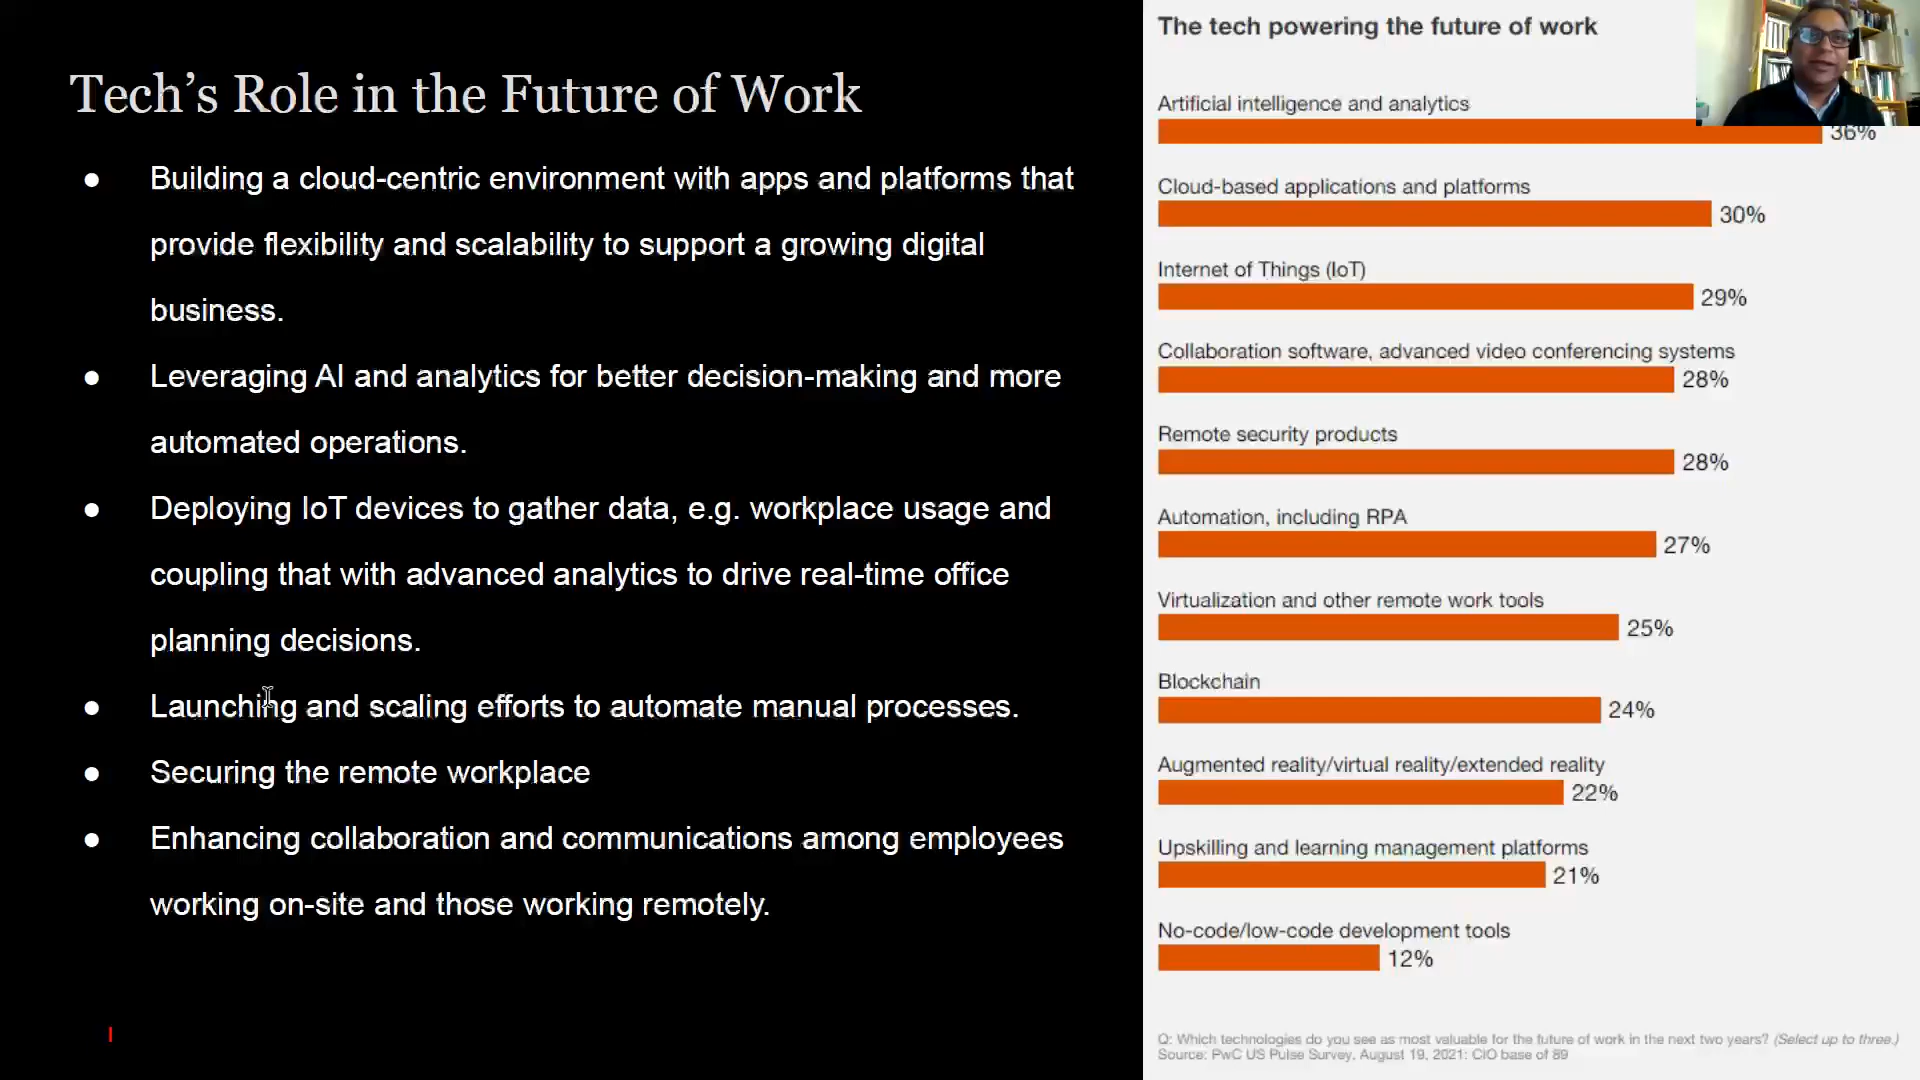 Tech’s Role in the Future of Work
● Building a cloud-centric environment with apps and platforms that
provide flexibility and scalability to support a growing digital
business.
● Leveraging AI and analytics for better decision-making and more
automated operations.
● Deploying IoT devices to gather data, e.g. workplace usage and
coupling that with advanced analytics to drive real-time office
planning decisions.
● Launching and scaling efforts to automate manual processes.
● Securing the remote workplace
● Enhancing collaboration and communications among employees
working on-site and those working remotely.
The tech powering the future of work
Artificial intelligence and analytics
36%
Cloud-based applications and platforms
30%
Internet of Things (IoT)
29%
Collaboration software, advanced video conferencing systems
28%
Remote security products
28%
Automation, including RPA
27%
Virtualization and other remote work tools
25%
Blockchain
24%
Augmented reality/virtual reality/extended reality
22%
Upskilling and learning management platforms
21%
No-code/low-code development tools
12%
Q: Which technologies do you see as most valuable for the future of work in the next two years? (Select up to three.)
Source: PwC US Pulse Survey, August 19, 2021: CIO base of 89